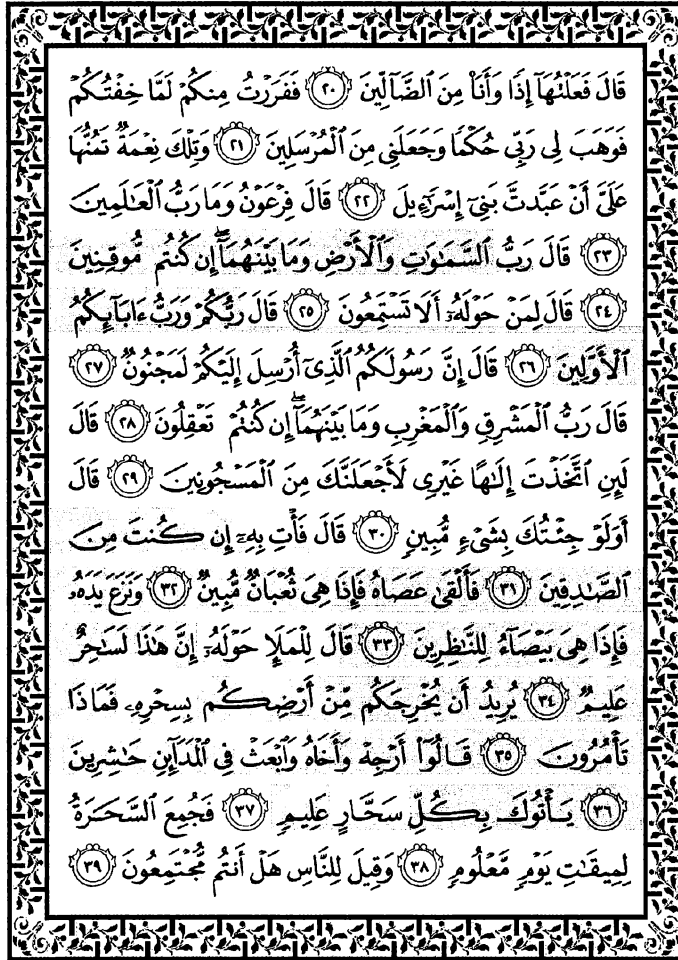 قَالَ فَعَلْتُهَآ إِذًا وَأَنَا۠ مِنَ ٱلضَّآلِّينَ ٢٠ فَفَرَرْتُ مِنكُمْ لَمَّا خِفْتُكُمْ
فَوَهَبَ لِى رَبِّى حُكْمًا وَجَعَلَنِى مِنَ ٱلْمُرْسَلِينَ ٢١ وَتِلْكَ نِعْمَةٌ تَمُنُّهَا
عَلَىَّ أَنْ عَبَّدتَّ بَنِىٓ إِسْرَٰٓءِيلَ ٢٢ قَالَ فِرْعَوْنُ وَمَا رَبُّ ٱلْعَٰلَمِينَ
٢٣ قَالَ رَبُّ ٱلسَّمَٰوَٰتِ وَٱلْأَرْضِ وَمَا بَيْنَهُمَآ ۖ إِن كُنتُم مُّوقِنِينَ
٢٤ قَالَ لِمَنْ حَوْلَهُۥٓ أَلَا تَسْتَمِعُونَ ٢٥ قَالَ رَبُّكُمْ وَرَبُّ ءَابَآئِكُمُ
ٱلْأَوَّلِينَ ٢٦ قَالَ إِنَّ رَسُولَكُمُ ٱلَّذِىٓ أُرْسِلَ إِلَيْكُمْ لَمَجْنُونٌ ٢٧
قَالَ رَبُّ ٱلْمَشْرِقِ وَٱلْمَغْرِبِ وَمَا بَيْنَهُمَآ ۖ إِن كُنتُمْ تَعْقِلُونَ ٢٨ قَالَ
لَئِنِ ٱتَّخَذْتَ إِلَٰهًا غَيْرِى لَأَجْعَلَنَّكَ مِنَ ٱلْمَسْجُونِينَ ٢٩ قَالَ
أَوَلَوْ جِئْتُكَ بِشَىْءٍ مُّبِينٍ ٣٠ قَالَ فَأْتِ بِهِۦٓ إِن كُنتَ مِنَ
ٱلصَّٰدِقِينَ ٣١ فَأَلْقَىٰ عَصَاهُ فَإِذَا هِىَ ثُعْبَانٌ مُّبِينٌ ٣٢ وَنَزَعَ يَدَهُۥ
فَإِذَا هِىَ بَيْضَآءُ لِلنَّٰظِرِينَ ٣٣ قَالَ لِلْمَلَإِ حَوْلَهُۥٓ إِنَّ هَٰذَا لَسَٰحِرٌ
عَلِيمٌ ٣٤ يُرِيدُ أَن يُخْرِجَكُم مِّنْ أَرْضِكُم بِسِحْرِهِۦ فَمَاذَا
تَأْمُرُونَ ٣٥ قَالُوٓا۟ أَرْجِهْ وَأَخَاهُ وَٱبْعَثْ فِى ٱلْمَدَآئِنِ حَٰشِرِينَ
٣٦ يَأْتُوكَ بِكُلِّ سَحَّارٍ عَلِيمٍ ٣٧ فَجُمِعَ ٱلسَّحَرَةُ
لِمِيقَٰتِ يَوْمٍ مَّعْلُومٍ ٣٨ وَقِيلَ لِلنَّاسِ هَلْ أَنتُم مُّجْتَمِعُونَ ٣٩